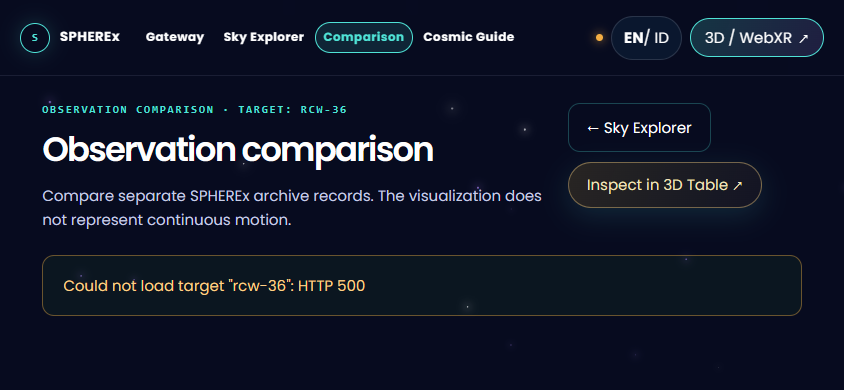 S SPHEREx Gateway Sky Explorer Comparison Cosmic Guide EN/ ID 3D / WebXR ↗
OBSERVATION COMPARISON · TARGET: RCW-36
← Sky Explorer
Observation comparison
Inspect in 3D Table ↗
Compare separate SPHEREx archive records. The visualization does
not represent continuous motion.
Could not load target "rcw-36": HTTP 500